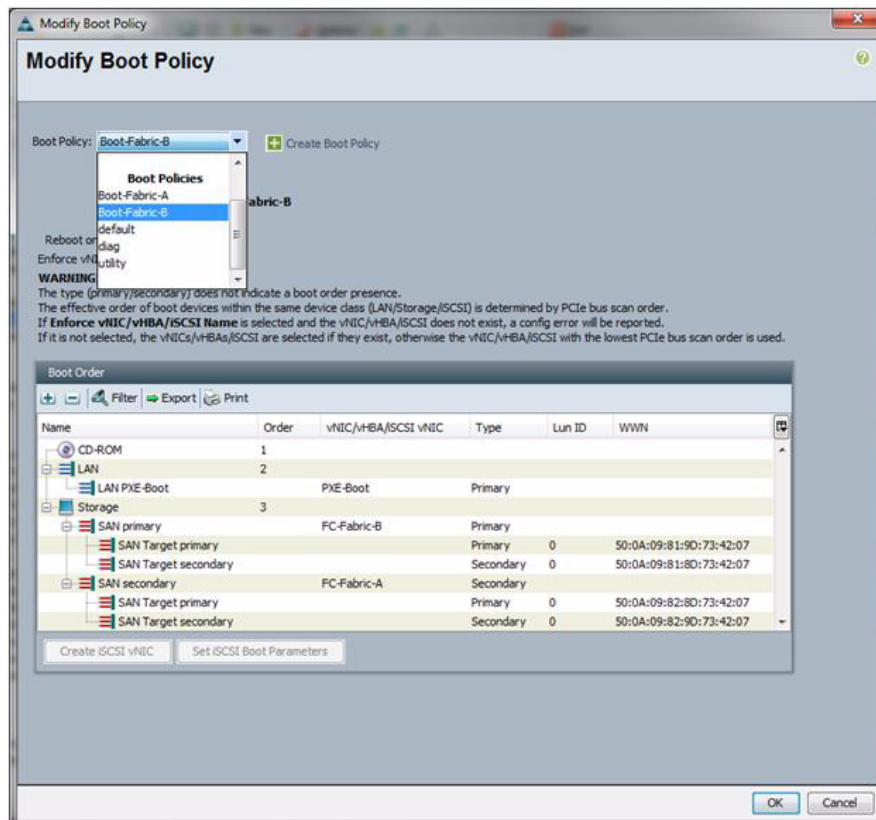 Modify Boot Policy
Modify Boot Policy
Boot Policy: Boot-Fabric-B Create Boot Policy
Boot Policies
Boot-Fabric-A
Boot-Fabric-B
abric-B
default
Reboot on
diag
Enforce vNI
utility
WARNING
The type (primary/secondary) does not indicate a boot order presence.
The effective order of boot devices within the same device class (LAN/Storage/iSCSI) is determined by PCIe bus scan order.
If Enforce vNIC/vHBA/iSCSI Name is selected and the vNIC/vHBA/iSCSI does not exist, a config error will be reported.
If it is not selected, the vNICs/vHBAs/iSCSI are selected if they exist, otherwise the vNIC/vHBA/iSCSI with the lowest PCIe bus scan order is used.
Boot Order
Filter Export Print
Name Order vNIC/vHBA/iSCSI vNIC Type Lun ID WWN
CD-ROM 1
LAN 2
LAN PXE-Boot PXE-Boot Primary
Storage 3
SAN primary FC-Fabric-B Primary
SAN Target primary Primary 0 50:0A:09:81:9D:73:42:07
SAN Target secondary Secondary 0 50:0A:09:81:8D:73:42:07
SAN secondary FC-Fabric-A Secondary
SAN Target primary Primary 0 50:0A:09:82:8D:73:42:07
SAN Target secondary Secondary 0 50:0A:09:82:9D:73:42:07
Create iSCSI vNIC Set iSCSI Boot Parameters
OK Cancel